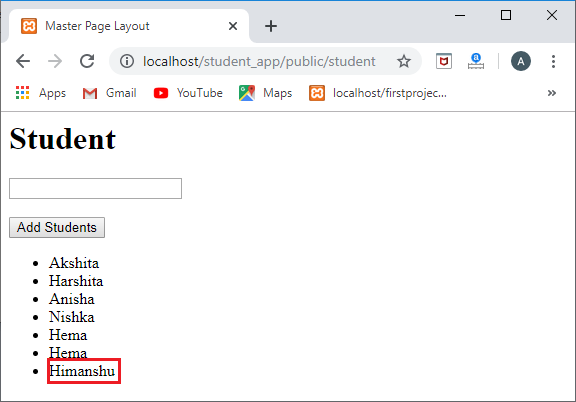 Master Page Layout
localhost/student_app/public/student
A
Apps Gmail YouTube Maps localhost/firstprojec... »
Student
Add Students
Akshita
Harshita
Anisha
Nishka
Hema
Hema
Himanshu